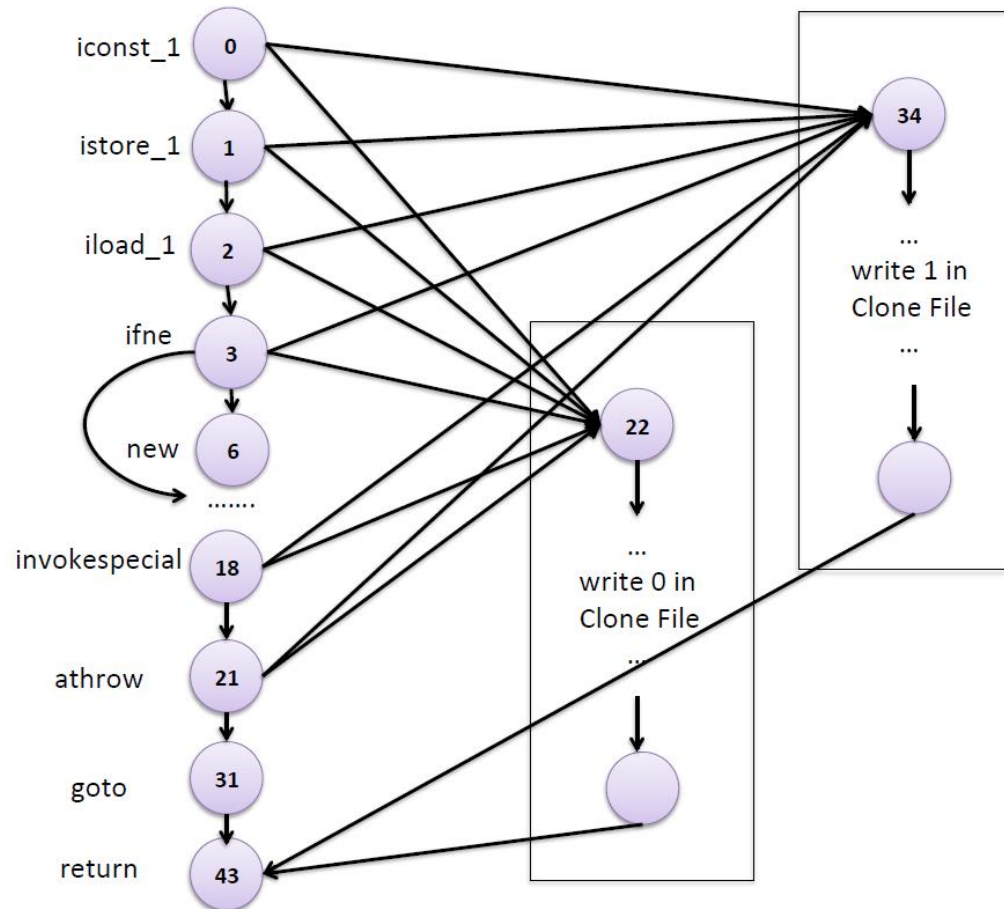 iconst_1
0
istore_1
1
iload_1
2
ifne
3
new
6
.......
invokespecial
18
athrow
21
goto
31
return
43
22
...
write 0 in
Clone File
...
34
...
write 1 in
Clone File
...